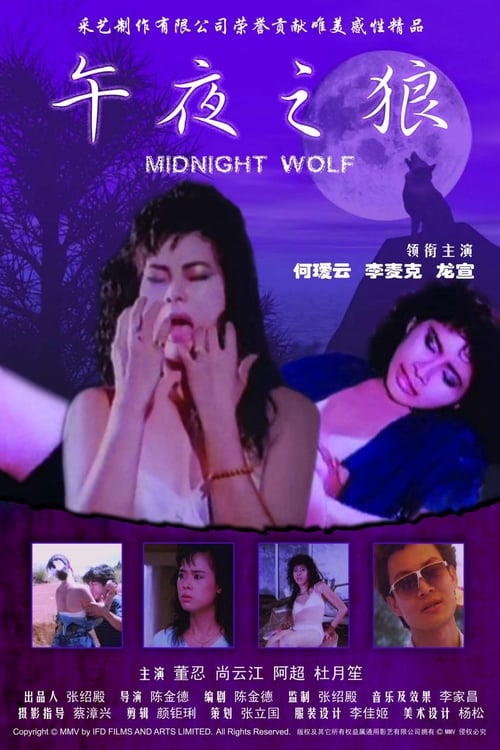 采艺制作有限公司荣誉贡献唯美感性精品
午夜之狼
MIDNIGHT WOLF
领衔主演
何瑷云 李麦克 龙宣
主演 董忍 尚云江 阿超 杜月笙
出品人 张绍殿 导演 陈金德 编剧 陈金德 监制 张绍殿 音乐及效果 李家昌
摄影指导 蔡漳兴 剪辑 颜钜琍 策划 张立国 服装设计 李佳姬 美术设计 杨松
Copyright © MMV by IFD FILMS AND ARTS LIMITED. All Rights Reserved. 版权及其它所有权益属通用影艺有限公司拥有 © MMV 侵权必究